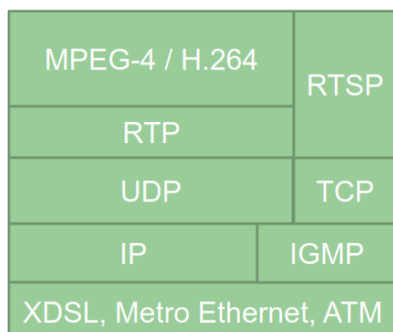 MPEG-4 / H.264
RTSP
RTP
UDP
TCP
IP
IGMP
XDSL, Metro Ethernet, ATM